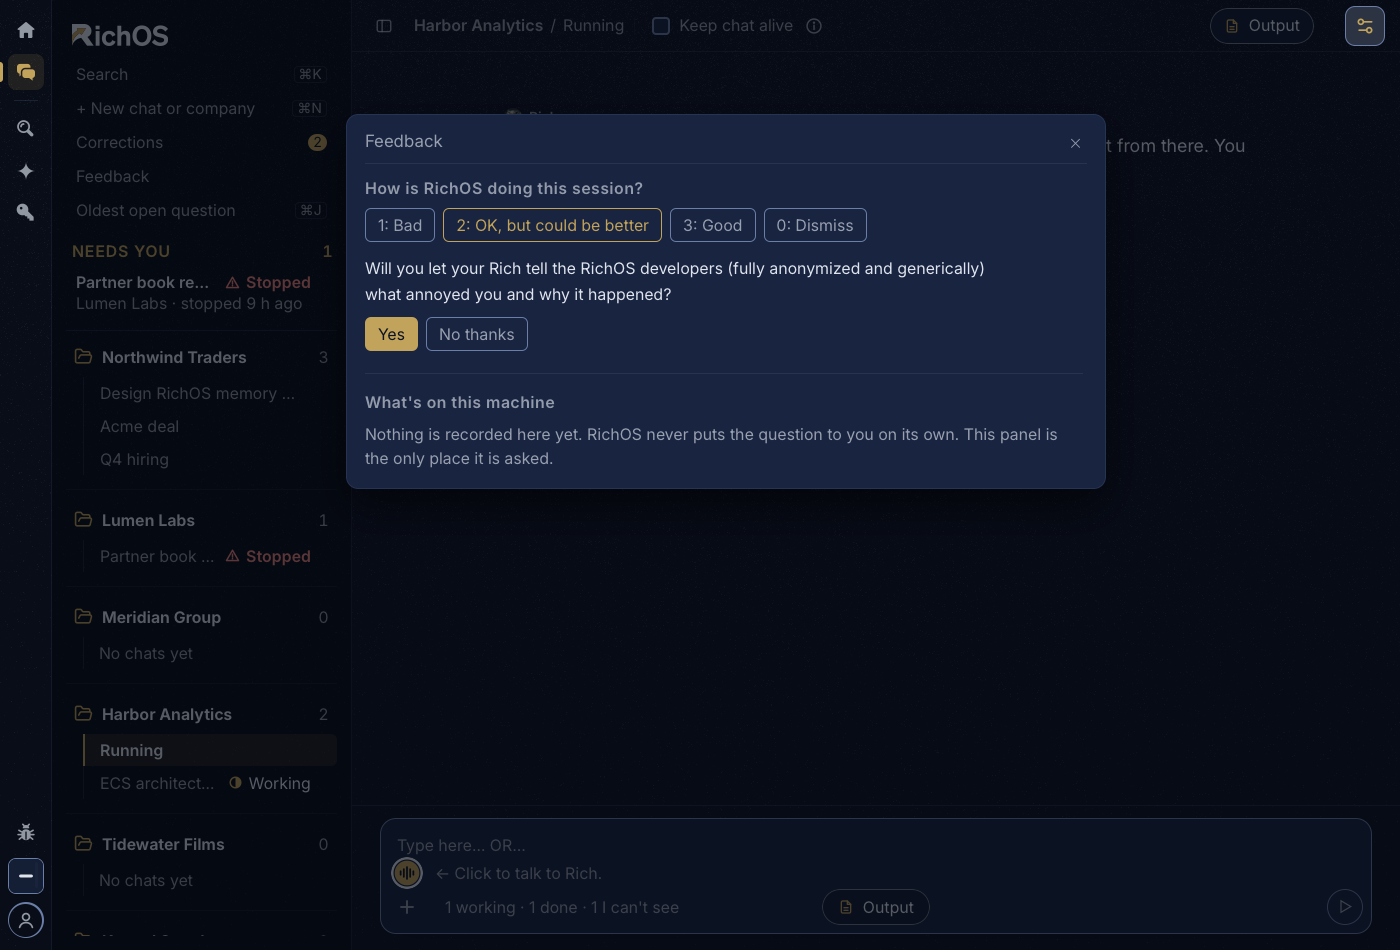 RichOS
Search ⌘K
+ New chat or company ⌘N
Corrections 2
Feedback
Oldest open question ⌘J
NEEDS YOU 1
Partner book re... Stopped
Lumen Labs · stopped 9 h ago
Northwind Traders 3
Design RichOS memory ...
Acme deal
Q4 hiring
Lumen Labs 1
Partner book ... Stopped
Meridian Group 0
No chats yet
Harbor Analytics 2
Running
ECS architect... Working
Tidewater Films 0
No chats yet
Harbor Analytics / Running Keep chat alive Output
t from there. You
Feedback
How is RichOS doing this session?
1: Bad 2: OK, but could be better 3: Good 0: Dismiss
Will you let your Rich tell the RichOS developers (fully anonymized and generically)
what annoyed you and why it happened?
Yes No thanks
What's on this machine
Nothing is recorded here yet. RichOS never puts the question to you on its own. This panel is
the only place it is asked.
Type here... OR...
← Click to talk to Rich.
1 working · 1 done · 1 I can't see Output